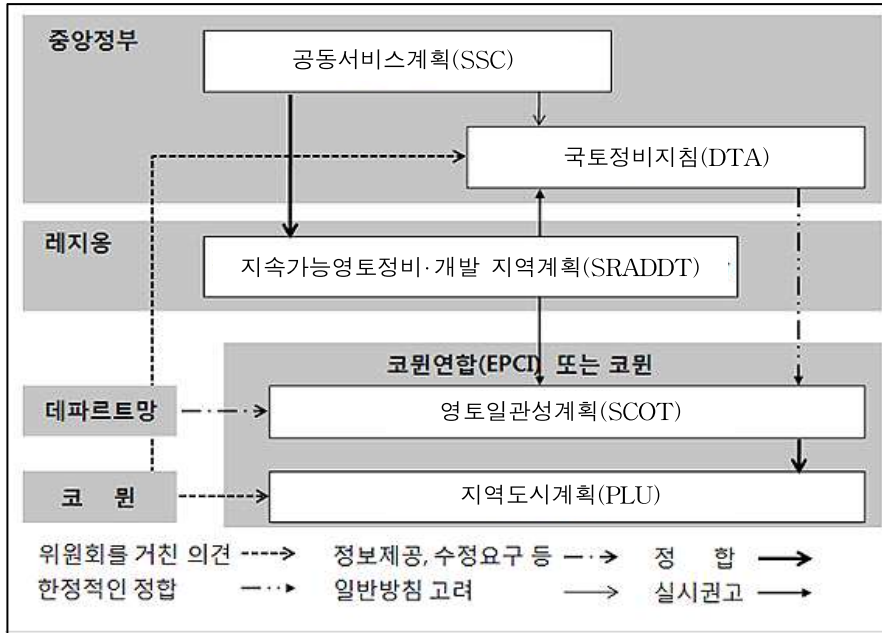 중앙정부
공동서비스계획(SSC)
국토정비지침(DTA)
레지옹
지속가능영토정비·개발 지역계획(SRADDT)
코뮌연합(EPCI) 또는 코뮌
데파르트망
영토일관성계획(SCOT)
코 뮌
지역도시계획(PLU)
위원회를 거친 의견 정보제공, 수정요구 등 정 합
한정적인 정합 일반방침 고려 실시권고